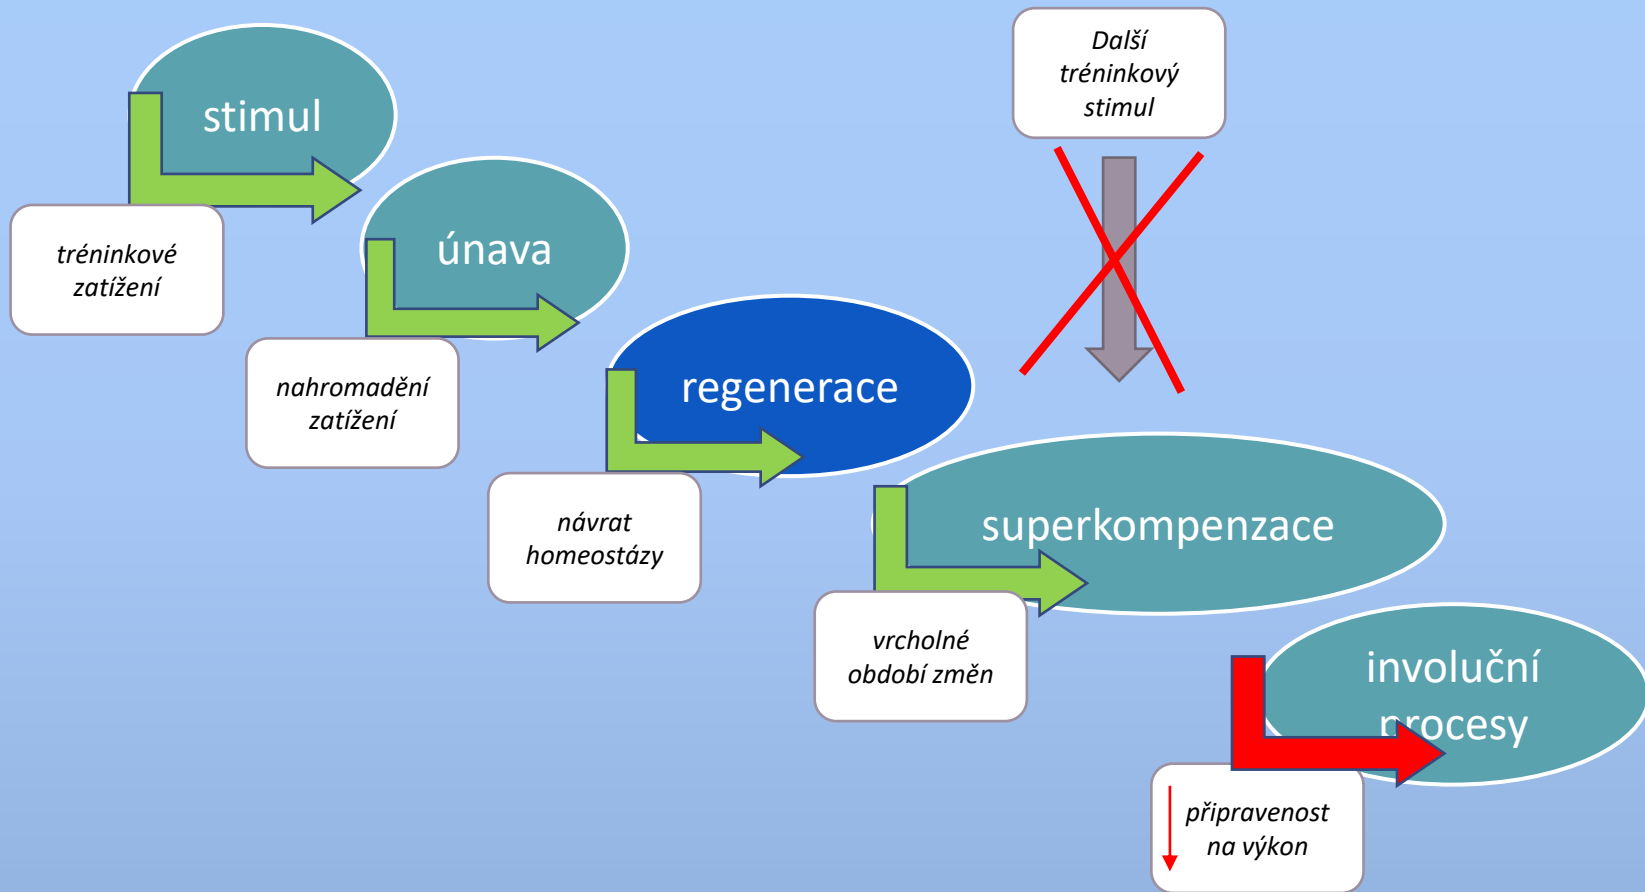 stimul
tréninkové
zatížení
únava
nahromadění
zatížení
regenerace
návrat
homeostázy
Další
tréninkový
stimul
superkompenzace
vrcholné
období změn
involuční
procesy
připravenost
na výkon